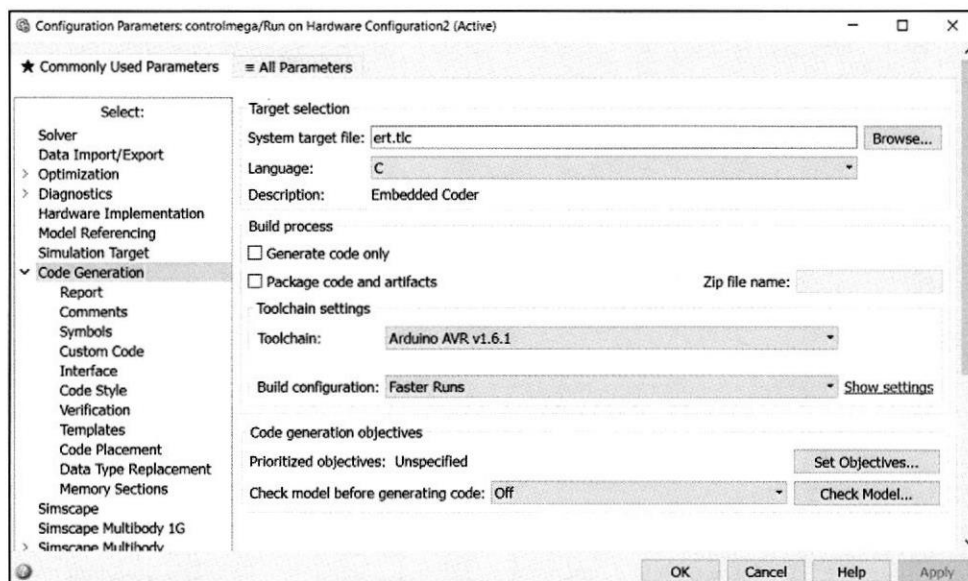 Configuration Parameters: controlmega/Run on Hardware Configuration2 (Active)
★ Commonly Used Parameters
≡ All Parameters
Select:
Solver
Data Import/Export
> Optimization
> Diagnostics
Hardware Implementation
Model Referencing
Simulation Target
Code Generation
Report
Comments
Symbols
Custom Code
Interface
Code Style
Verification
Templates
Code Placement
Data Type Replacement
Memory Sections
Simscape
Simscape Multibody 1G
> Simscape Multibody
Target selection
System target file: ert.tlc Browse...
Language: C
Description: Embedded Coder
Build process
Generate code only
Package code and artifacts Zip file name:
Toolchain settings
Toolchain: Arduino AVR v1.6.1
Build configuration: Faster Runs Show settings
Code generation objectives
Prioritized objectives: Unspecified Set Objectives...
Check model before generating code: Off Check Model...
OK Cancel Help Apply